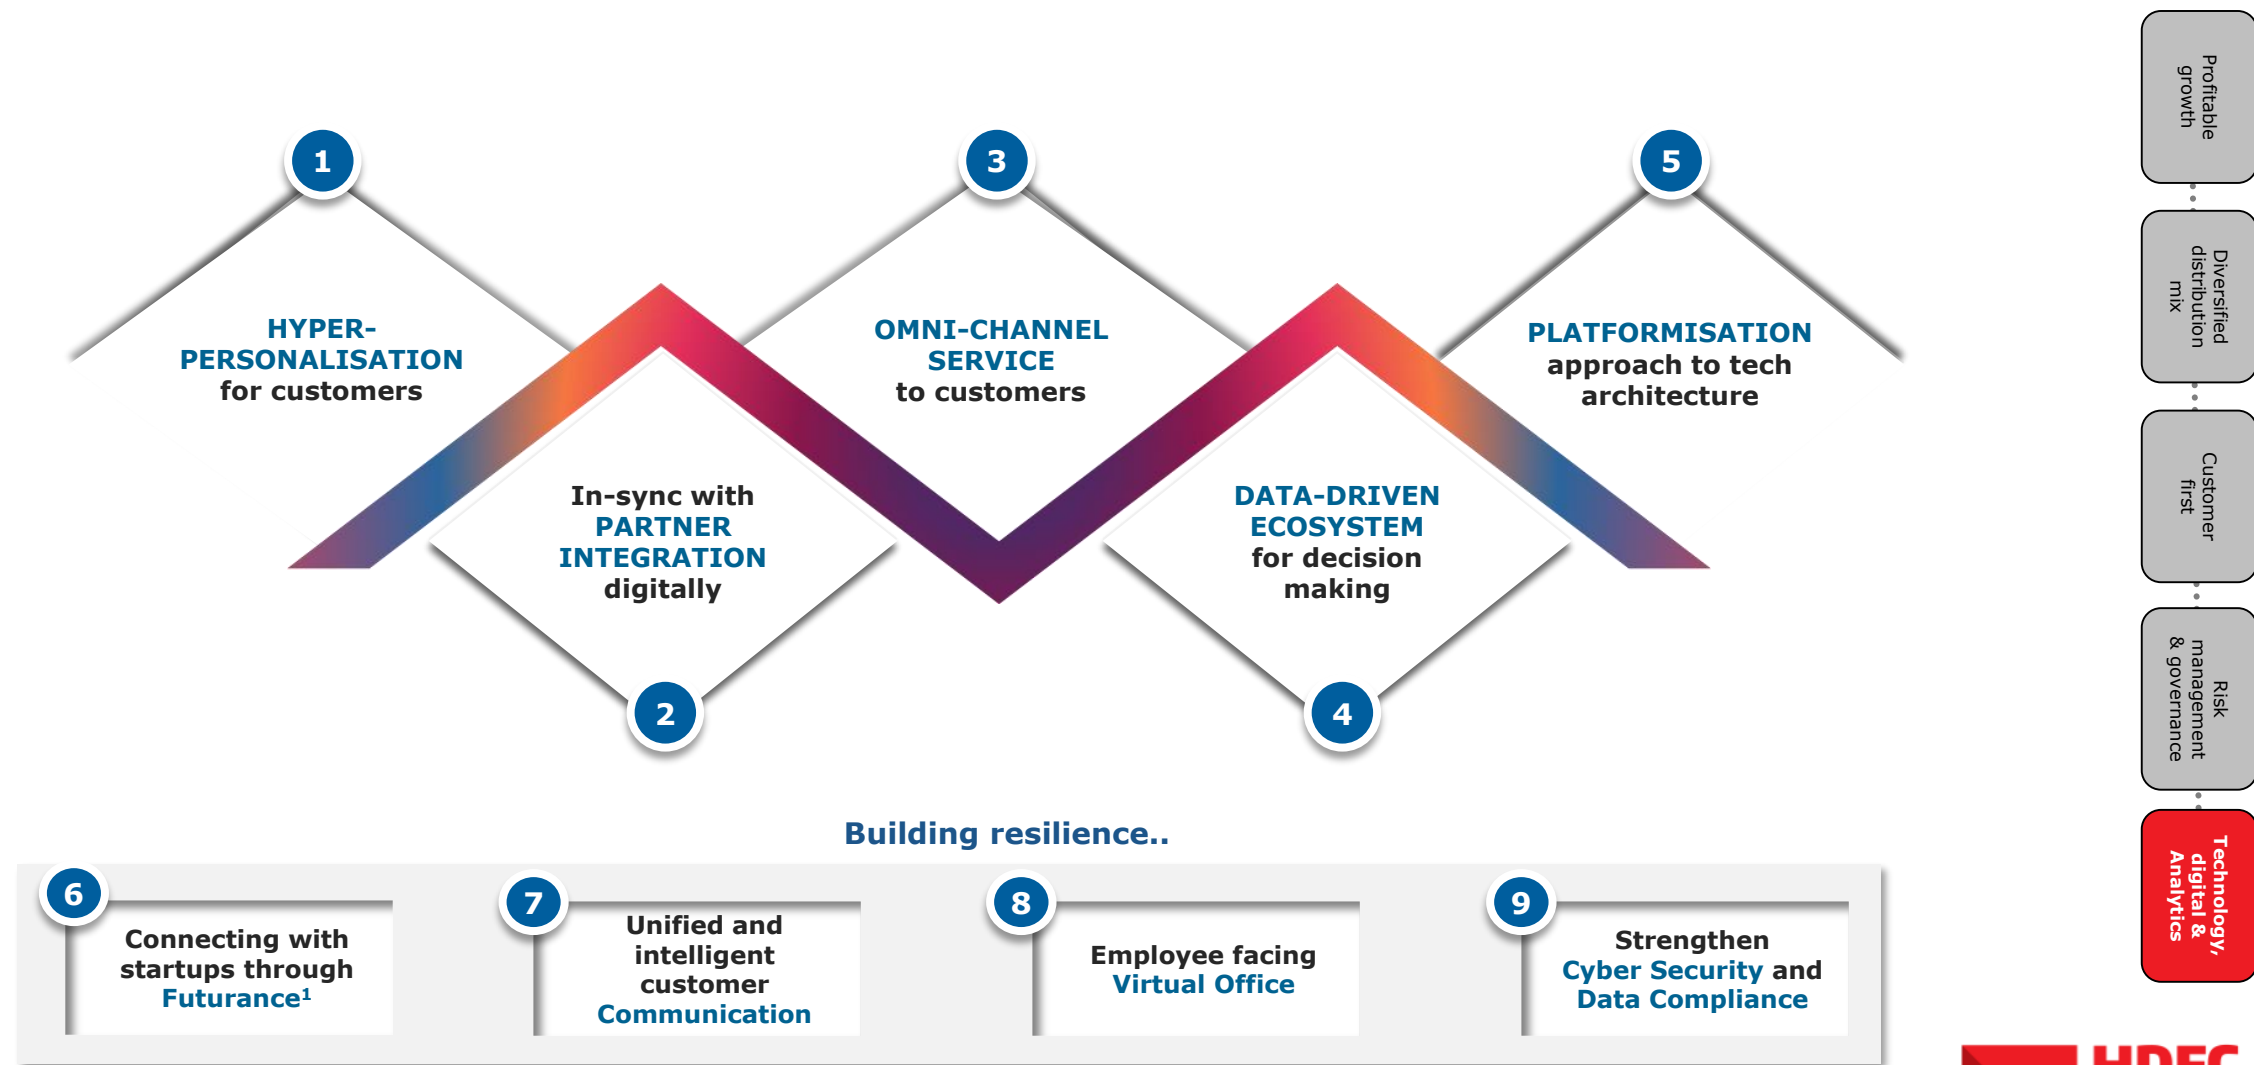 1
HYPER-
PERSONALISATION
for customers
2
In-sync with
PARTNER
INTEGRATION
digitally
3
OMNI-CHANNEL
SERVICE
to customers
4
DATA-DRIVEN
ECOSYSTEM
for decision
making
5
PLATFORMISATION
approach to tech
architecture
Building resilience..
6
Connecting with
startups through
Futurance¹
7
Unified and
intelligent
customer
Communication
8
Employee facing
Virtual Office
9
Strengthen
Cyber Security and
Data Compliance
Profitable
growth
Diversified
distribution
mix
Customer
first
Risk
management
& governance
Technology,
digital &
Analytics
HDFC